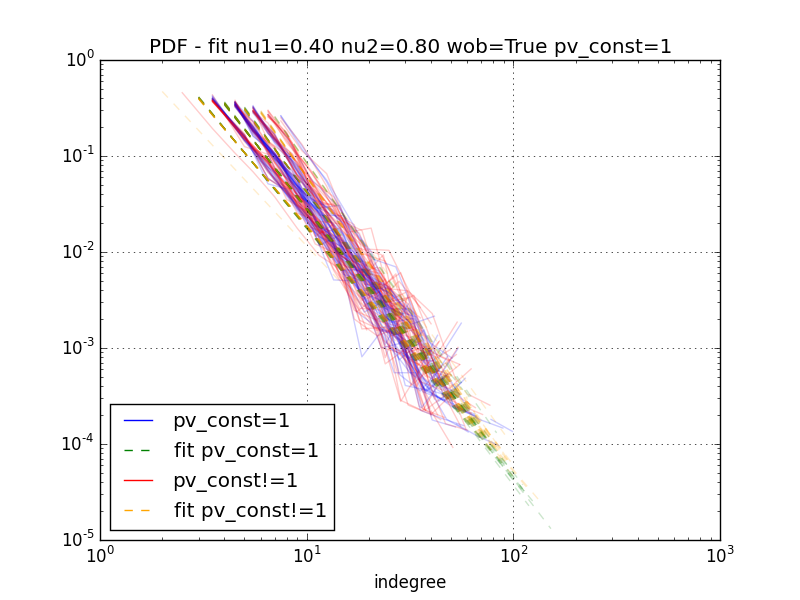 PDF - fit nu1=0.40 nu2=0.80 wob=True pv_const=1
10^0
10^-1
10^-2
10^-3
10^-4
10^-5
pv_const=1
fit pv_const=1
pv_const!=1
fit pv_const!=1
10^0 10^1 10^2 10^3
indegree